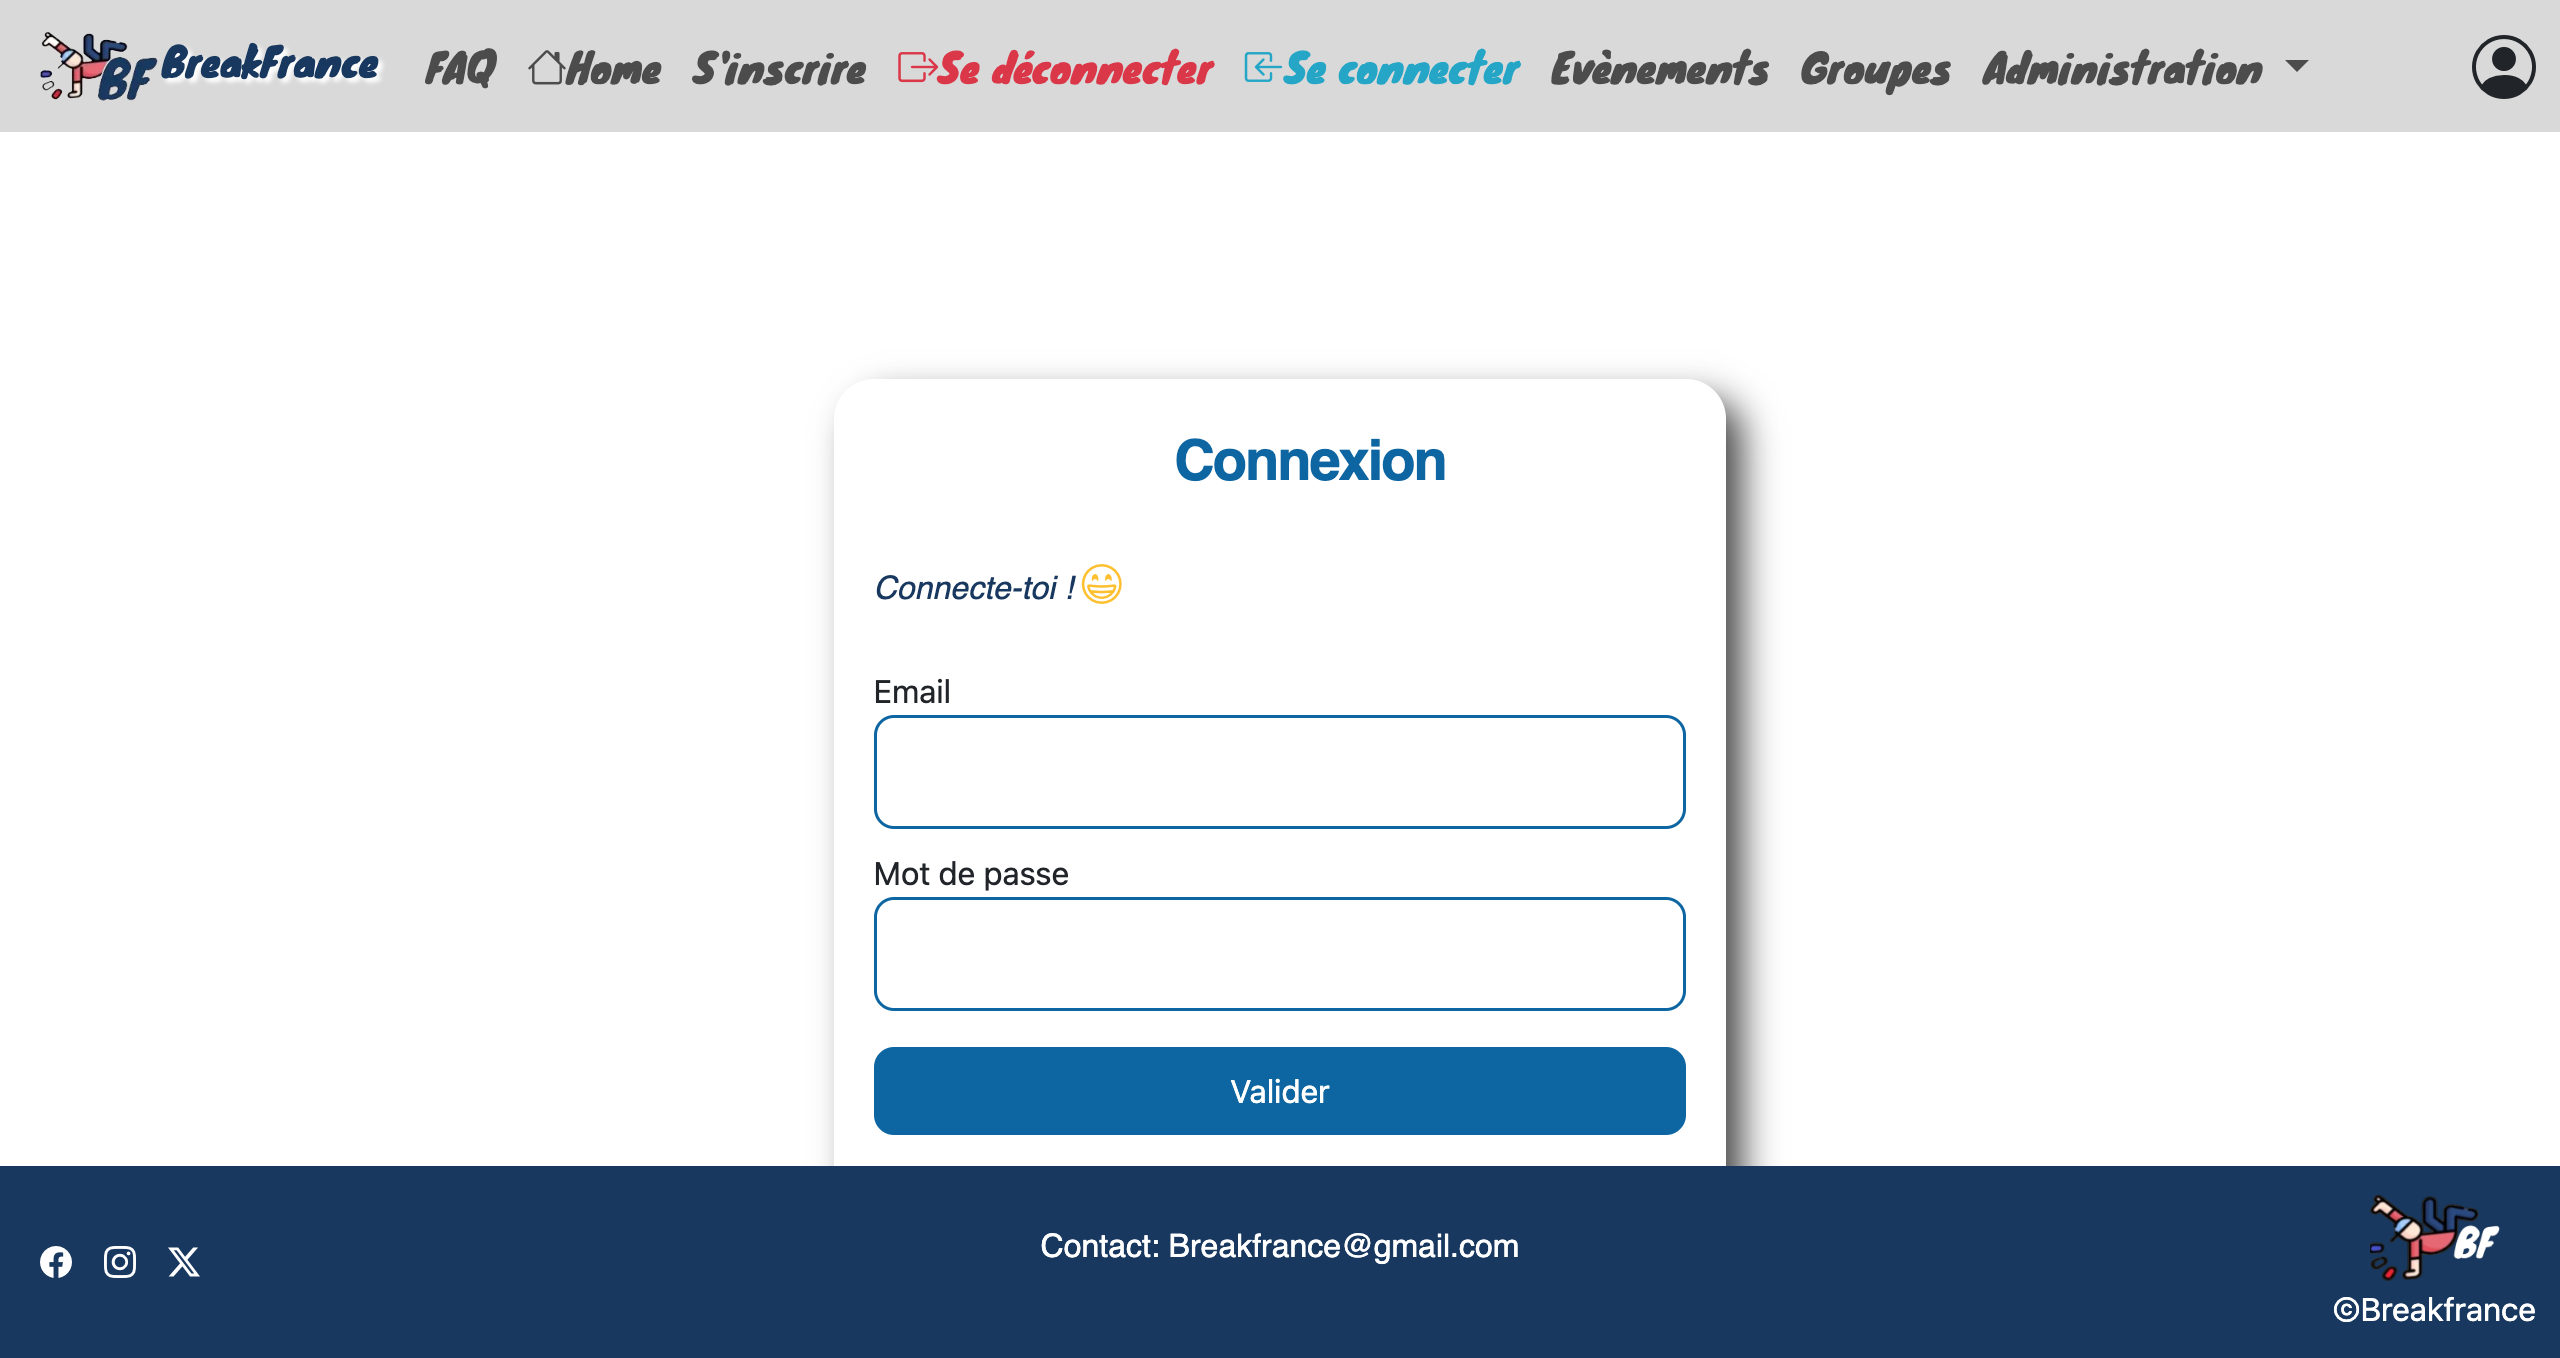 BF BreakFrance FAQ Home S'inscrire Se déconnecter Se connecter Evènements Groupes Administration
Connexion
Connecte-toi !
Email
Mot de passe
Valider
Contact: Breakfrance@gmail.com
BF
©Breakfrance